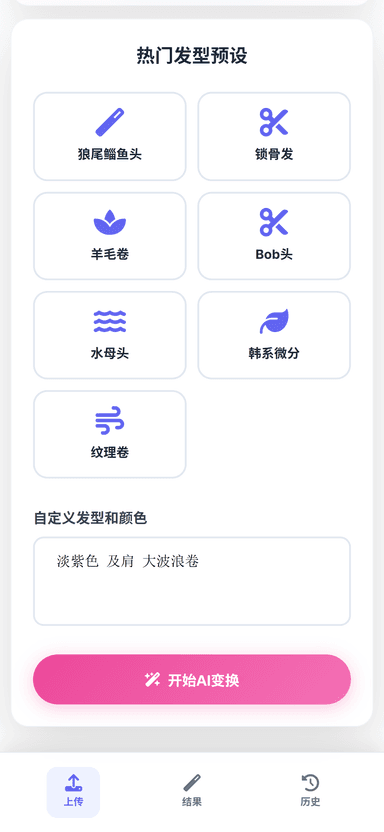 热门发型预设
狼尾鲻鱼头
锁骨发
羊毛卷
Bob头
水母头
韩系微分
纹理卷
自定义发型和颜色
淡紫色 及肩 大波浪卷
开始AI变换
上传
结果
历史